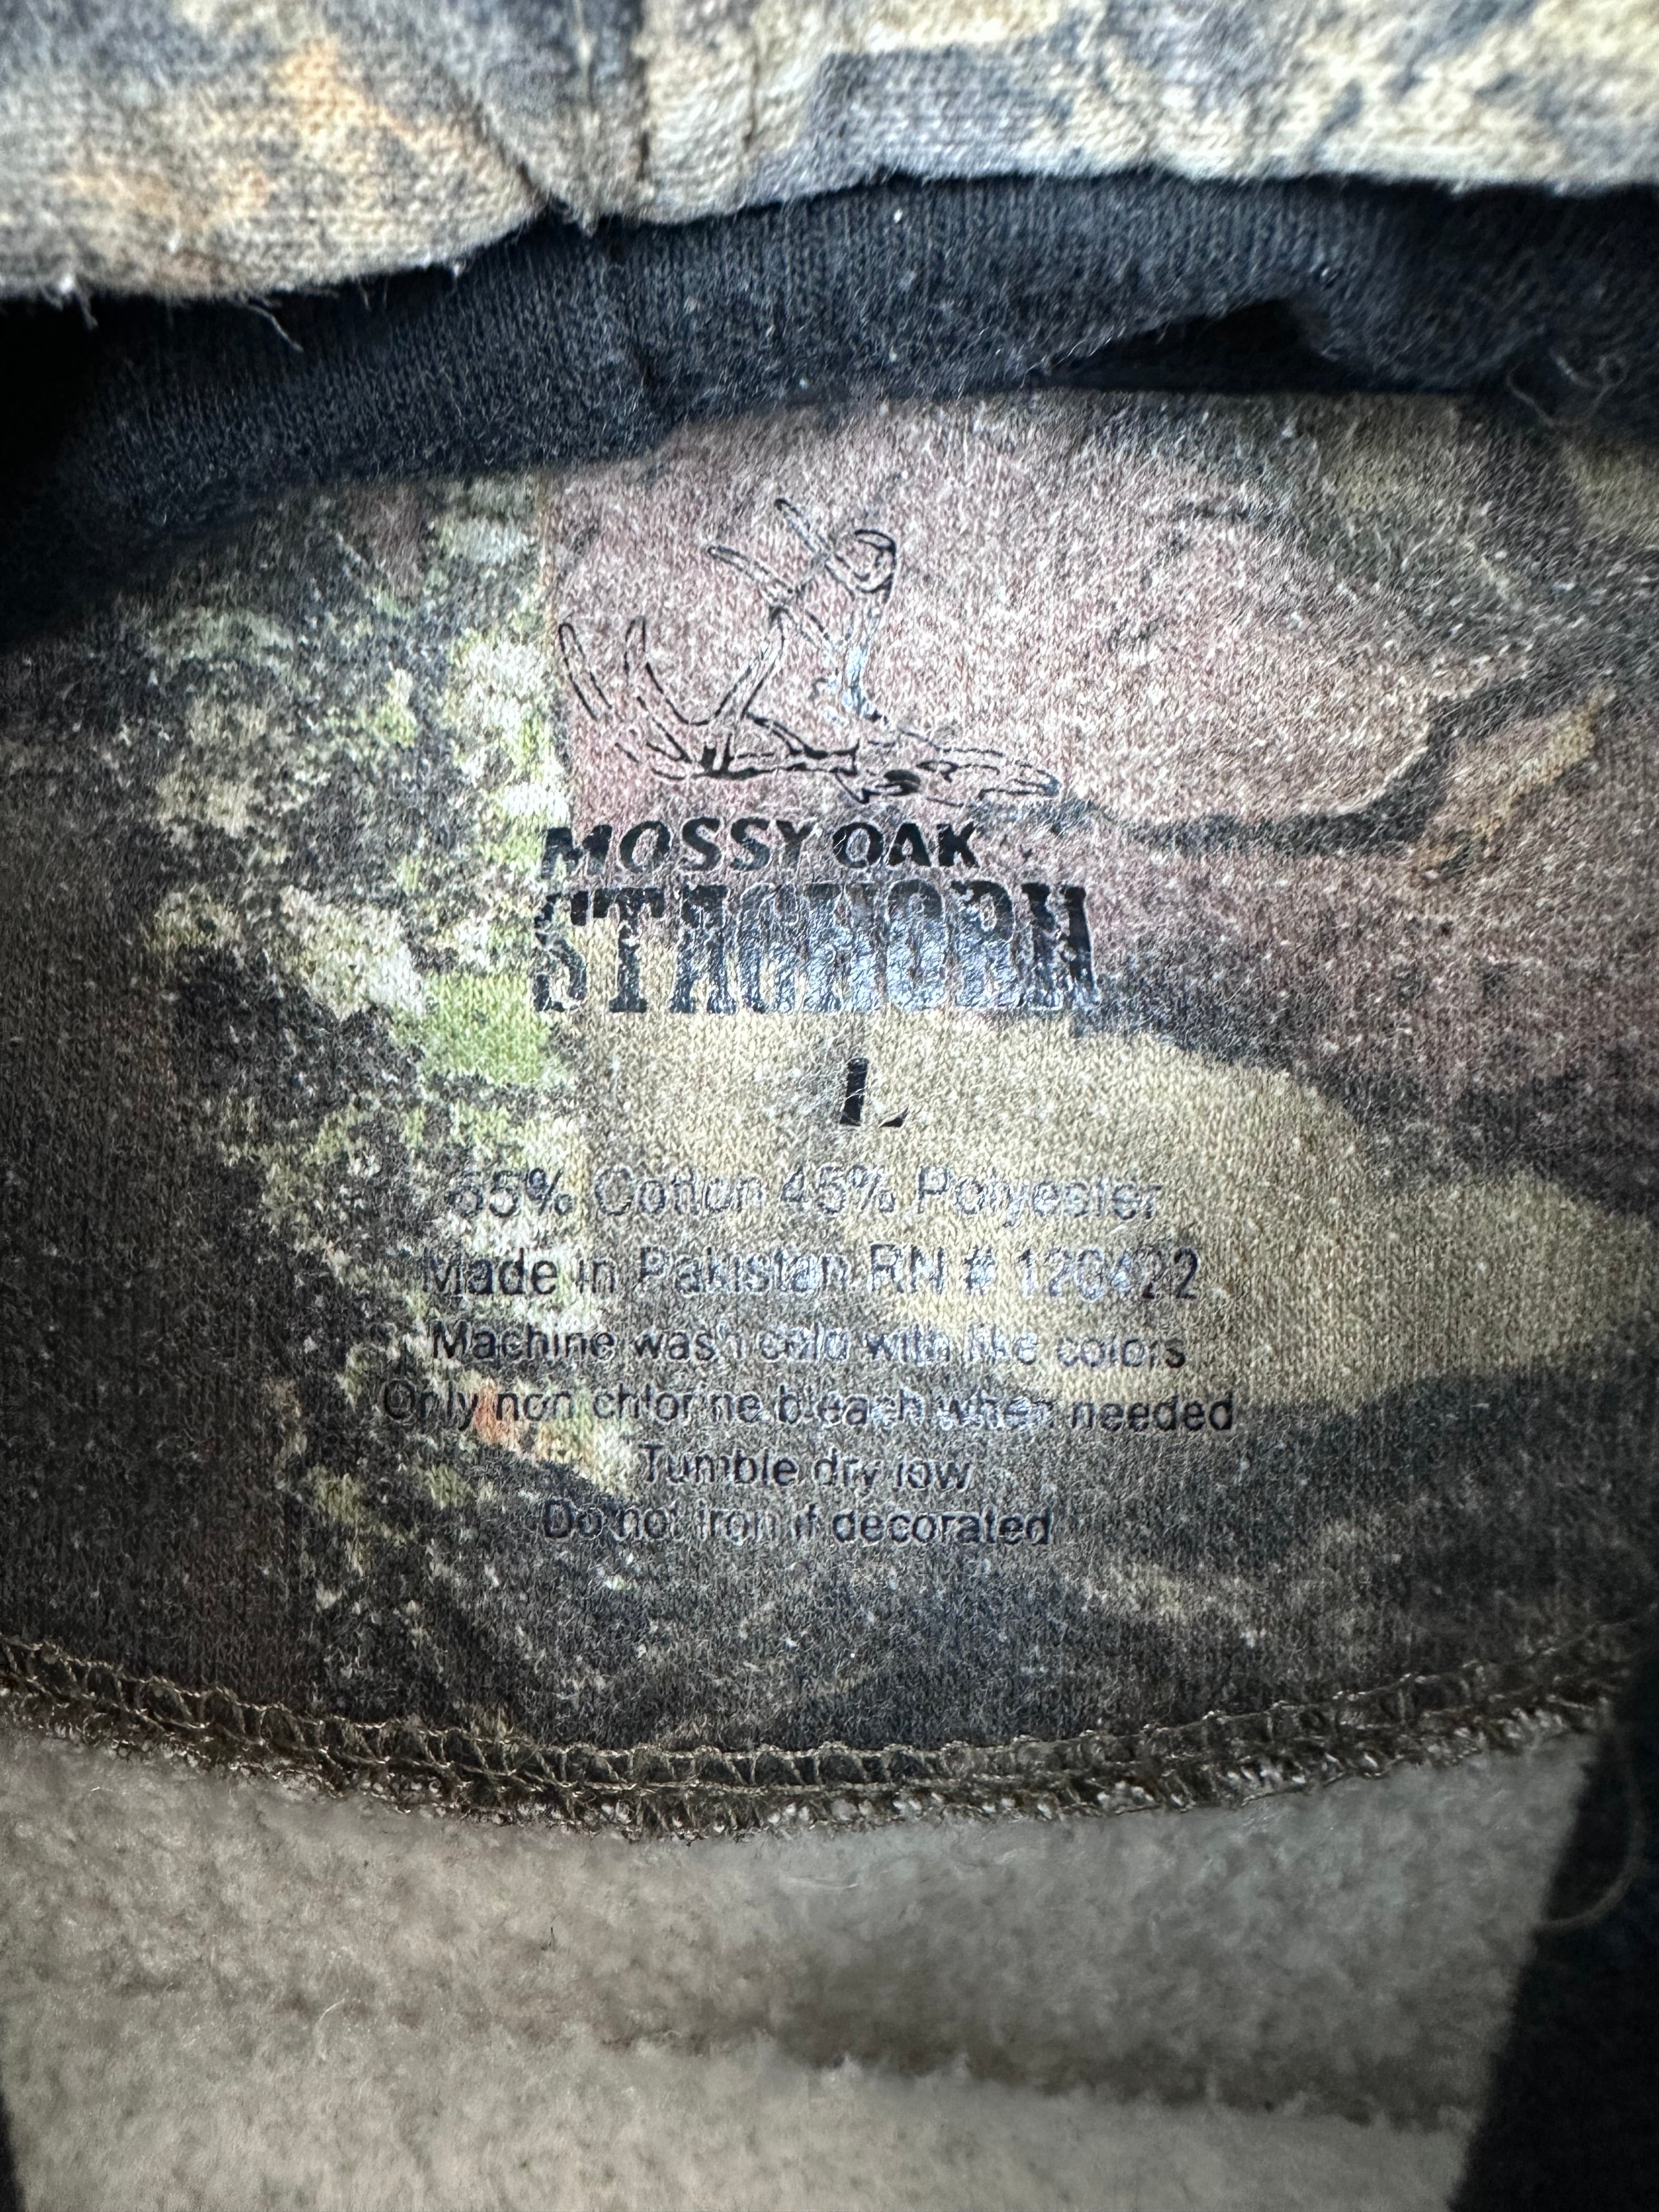 MOSSY OAK
STAGHORN
L
55% Cotton 45% Polyester
Made in Pakistan RN # 120422
Machine wash cold with like colors
Only non chlorine bleach when needed
Tumble dry low
Do not iron if decorated